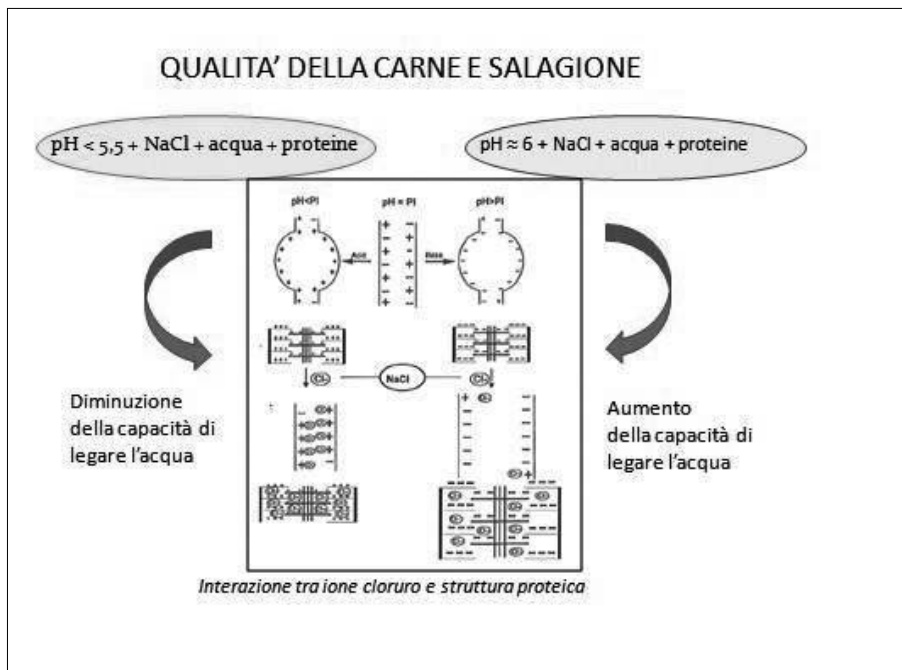 QUALITA’ DELLA CARNE E SALAGIONE
pH < 5,5 + NaCl + acqua + proteine
pH ≈ 6 + NaCl + acqua + proteine
pH<PI
pH = PI
pH>PI
Acid
Base
Cl-
NaCl
Cl-
Diminuzione
della capacità di
legare l’acqua
Aumento
della capacità di
legare l’acqua
Interazione tra ione cloruro e struttura proteica